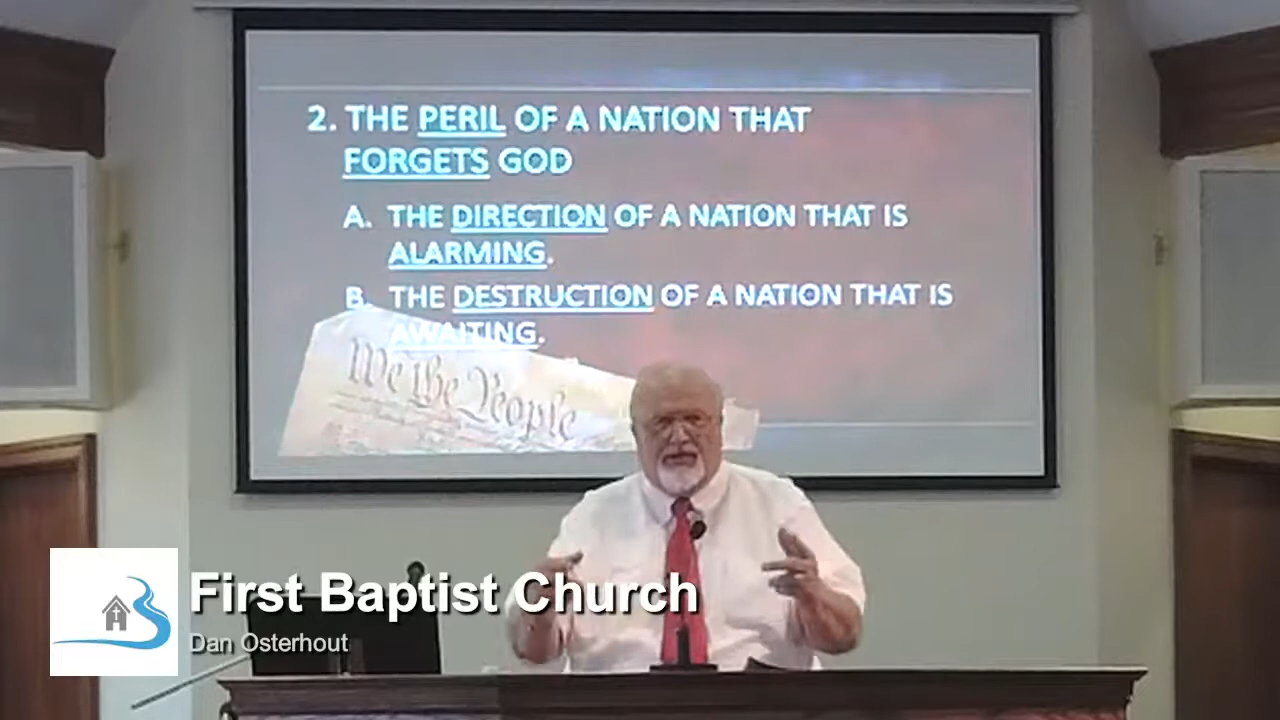 2. THE PERIL OF A NATION THAT
FORGETS GOD
A. THE DIRECTION OF A NATION THAT IS
ALARMING.
B. THE DESTRUCTION OF A NATION THAT IS
AWAITING.
We the People
First Baptist Church
Dan Osterhout